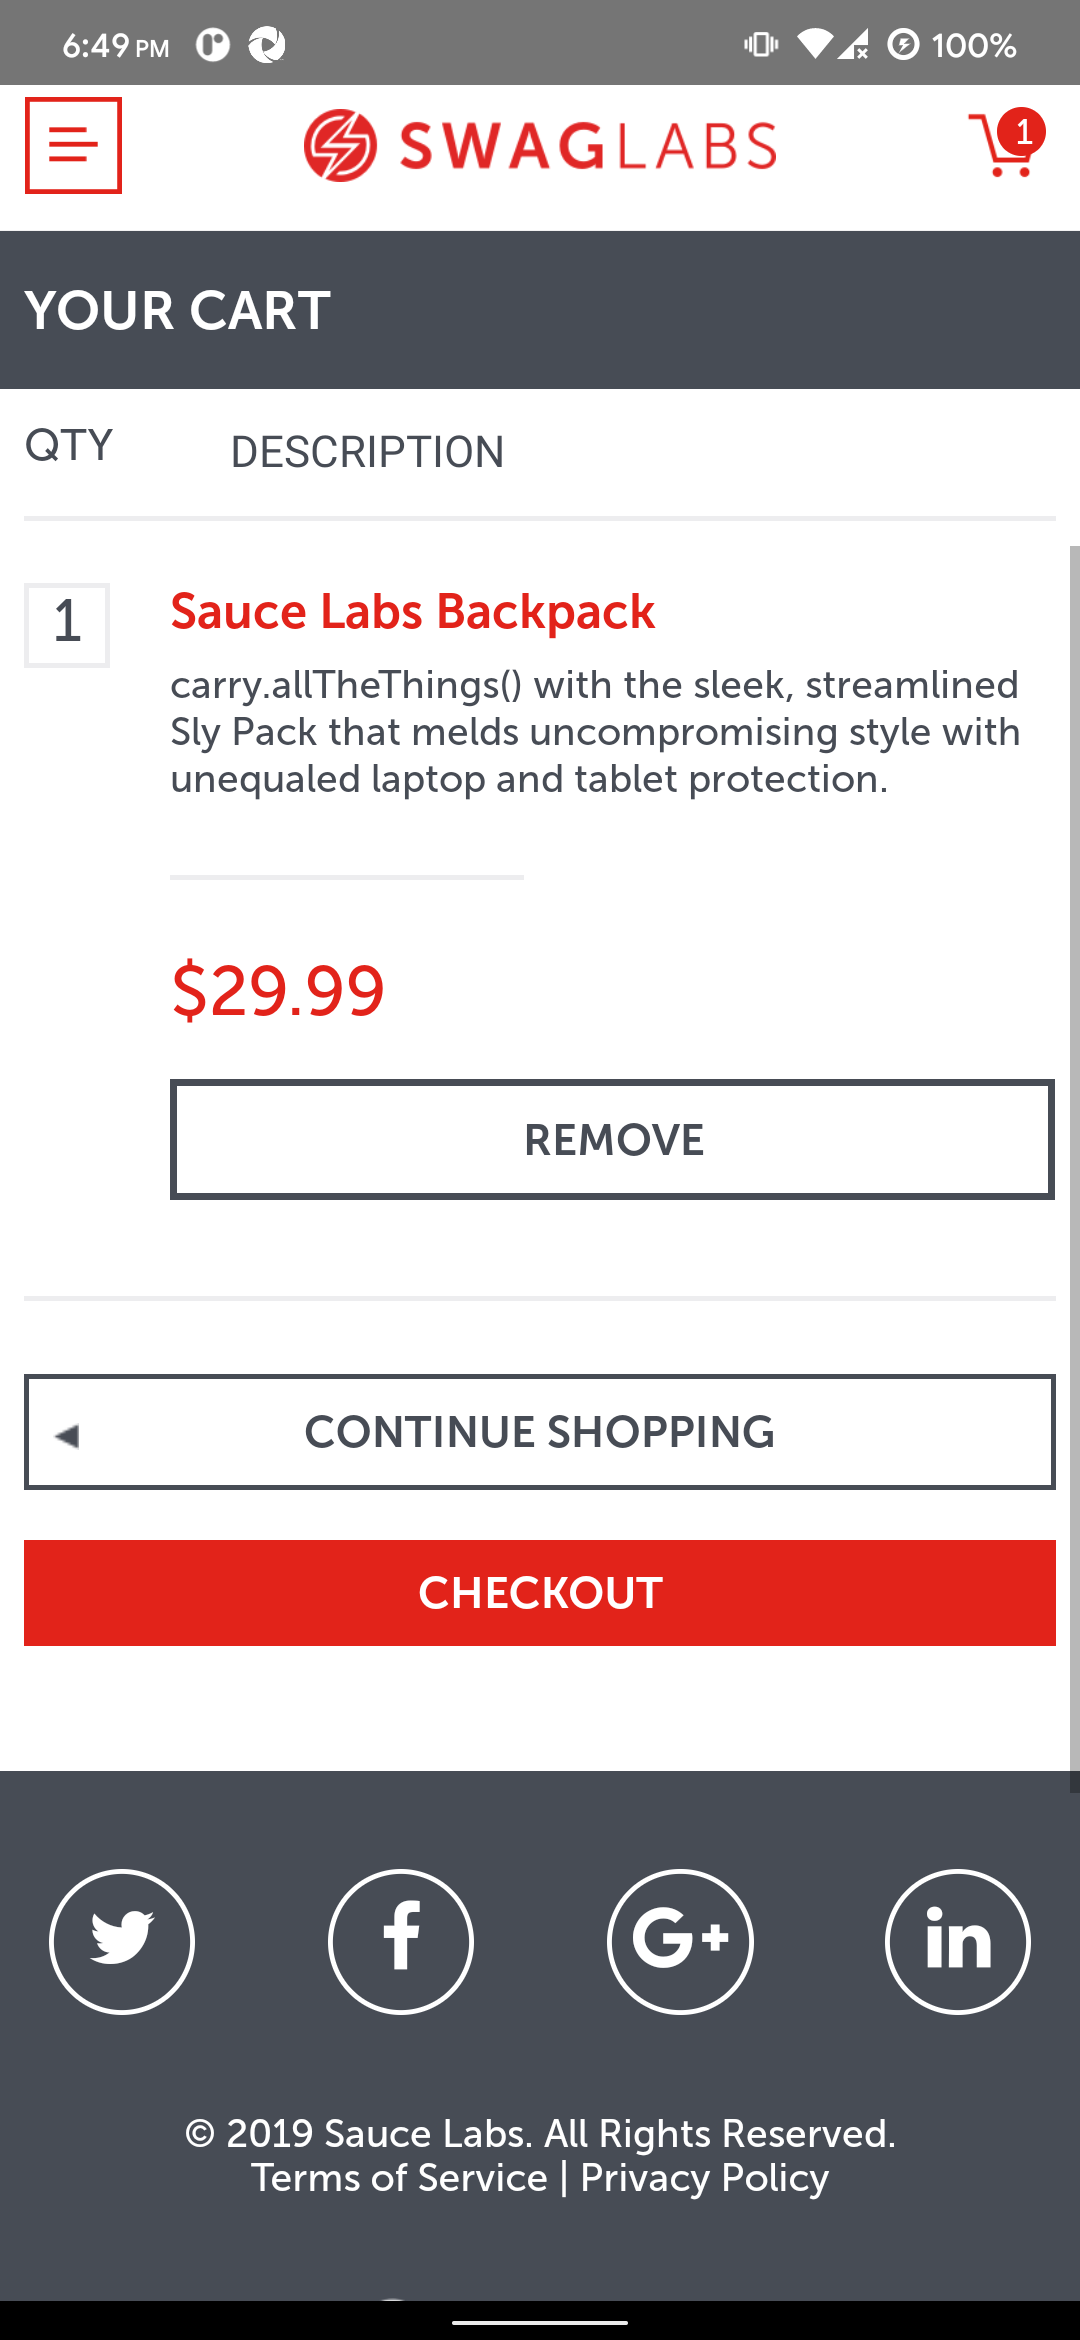 6:49 PM
100%
SWAGLABS
1
YOUR CART
QTY
DESCRIPTION
1
Sauce Labs Backpack
carry.allTheThings() with the sleek, streamlined
Sly Pack that melds uncompromising style with
unequaled laptop and tablet protection.
$29.99
REMOVE
CONTINUE SHOPPING
CHECKOUT
f
G+
in
© 2019 Sauce Labs. All Rights Reserved.
Terms of Service | Privacy Policy